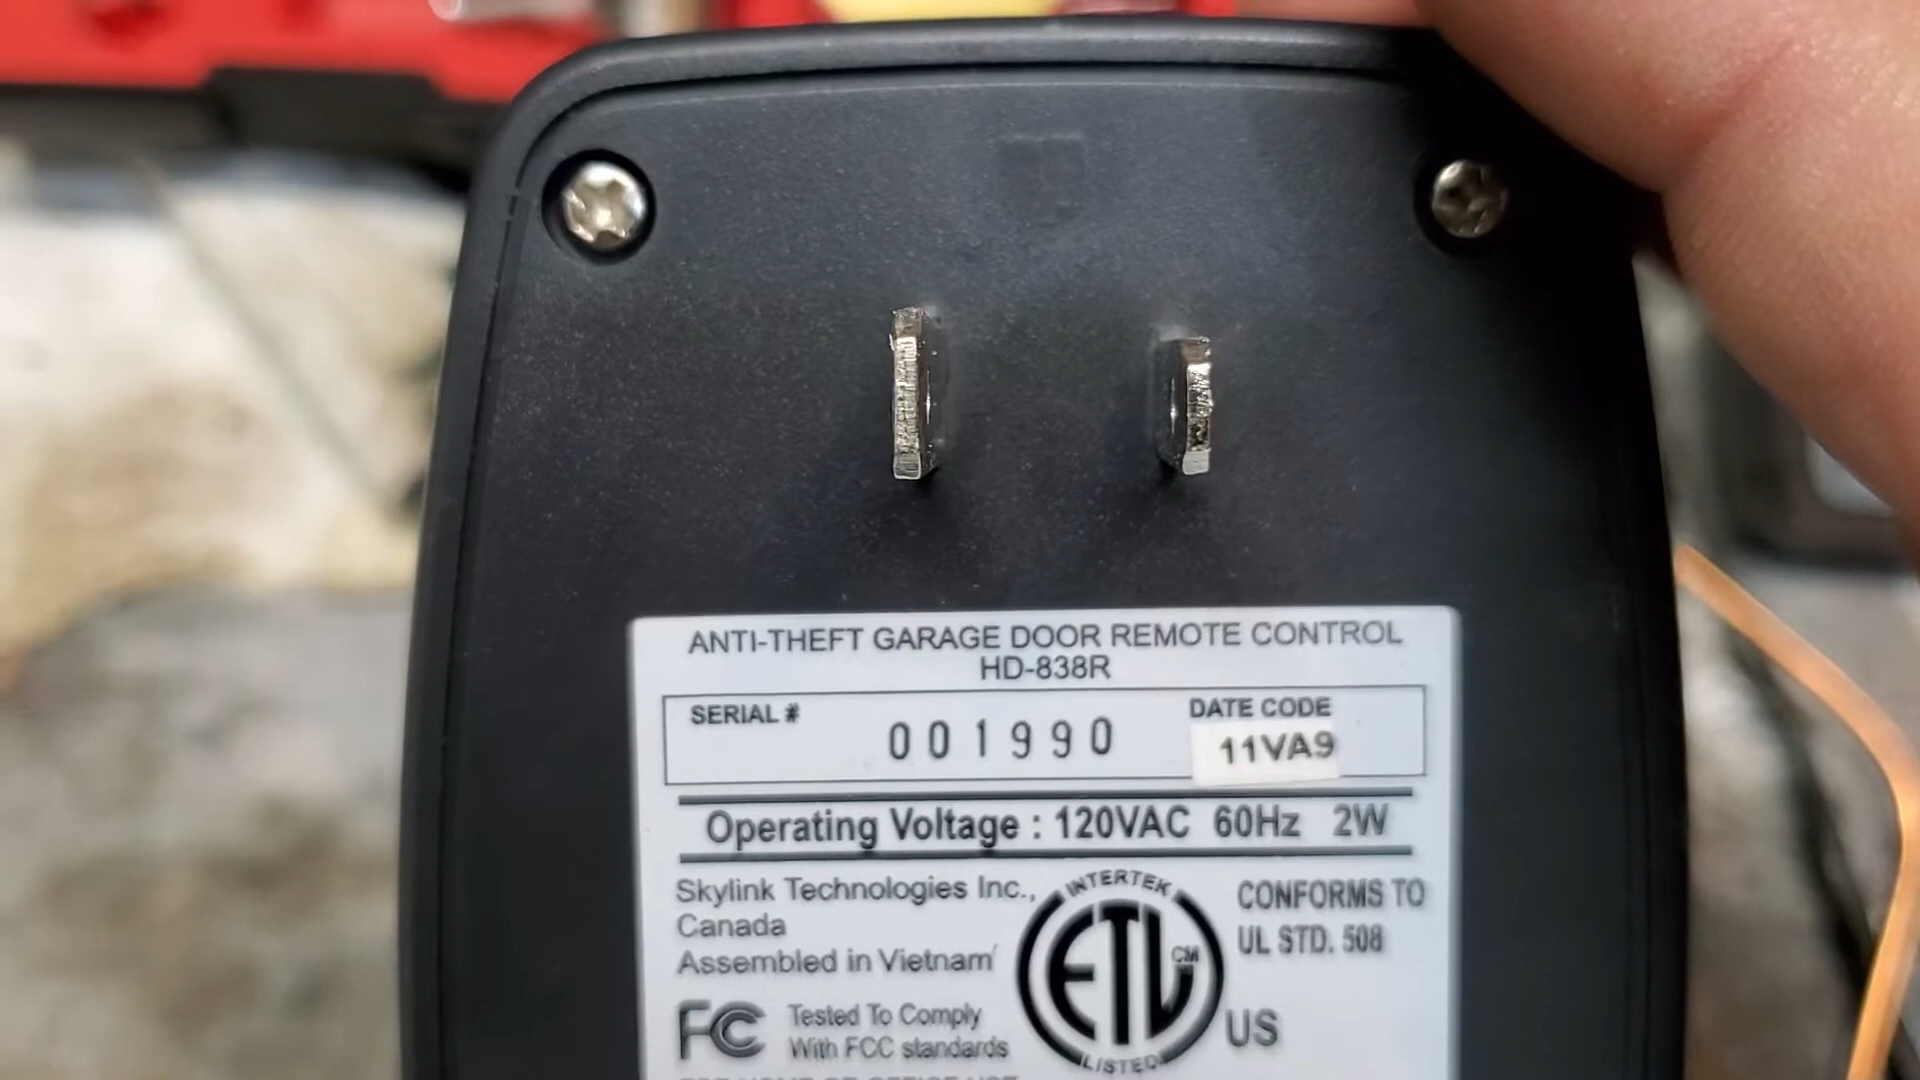 ANTI-THEFT GARAGE DOOR REMOTE CONTROL
HD-838R
SERIAL #
001990
DATE CODE
11VA9
Operating Voltage : 120VAC 60Hz 2W
Skylink Technologies Inc.,
Canada
Assembled in Vietnam
FC
Tested To Comply
With FCC standards
INTERTEK
ETL
CM
LISTED
US
CONFORMS TO
UL STD. 508